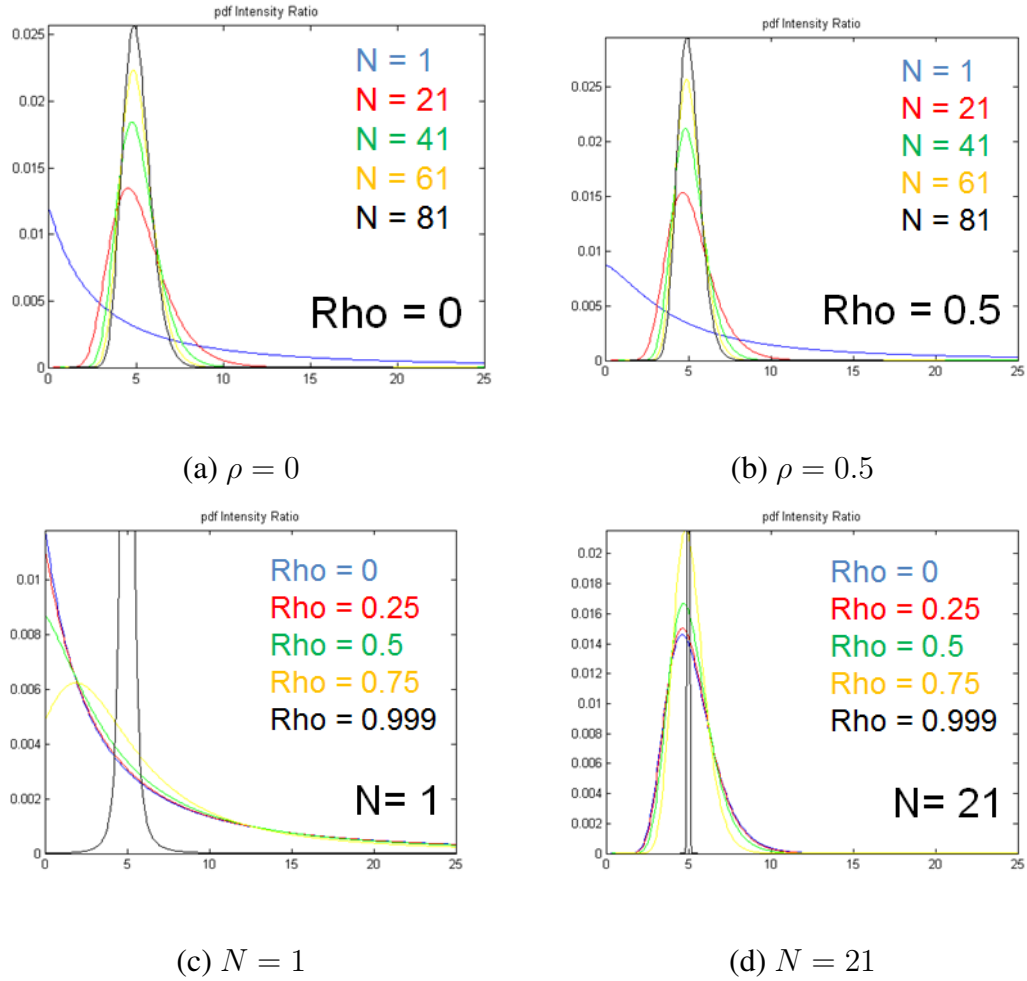 pdf Intensity Ratio
0.025
0.02
0.015
0.01
0.005
0
0 5 10 15 20 25
N = 1
N = 21
N = 41
N = 61
N = 81
Rho = 0
(a) ρ = 0
pdf Intensity Ratio
0.025
0.02
0.015
0.01
0.005
0
0 5 10 15 20 25
N = 1
N = 21
N = 41
N = 61
N = 81
Rho = 0.5
(b) ρ = 0.5
pdf Intensity Ratio
0.01
0.008
0.006
0.004
0.002
0
0 5 10 15 20 25
Rho = 0
Rho = 0.25
Rho = 0.5
Rho = 0.75
Rho = 0.999
N= 1
(c) N = 1
pdf Intensity Ratio
0.02
0.018
0.016
0.014
0.012
0.01
0.008
0.006
0.004
0.002
0
0 5 10 15 20 25
Rho = 0
Rho = 0.25
Rho = 0.5
Rho = 0.75
Rho = 0.999
N= 21
(d) N = 21